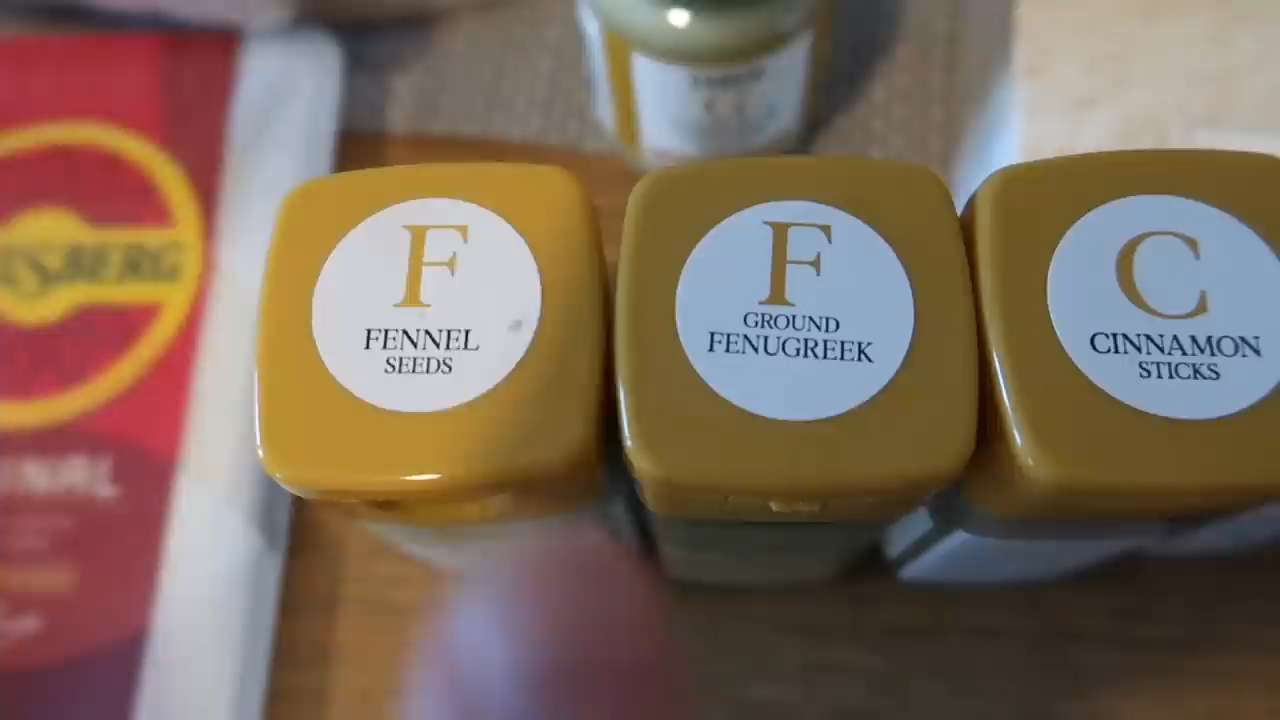 F
FENNEL
SEEDS
F
GROUND
FENUGREEK
C
CINNAMON
STICKS